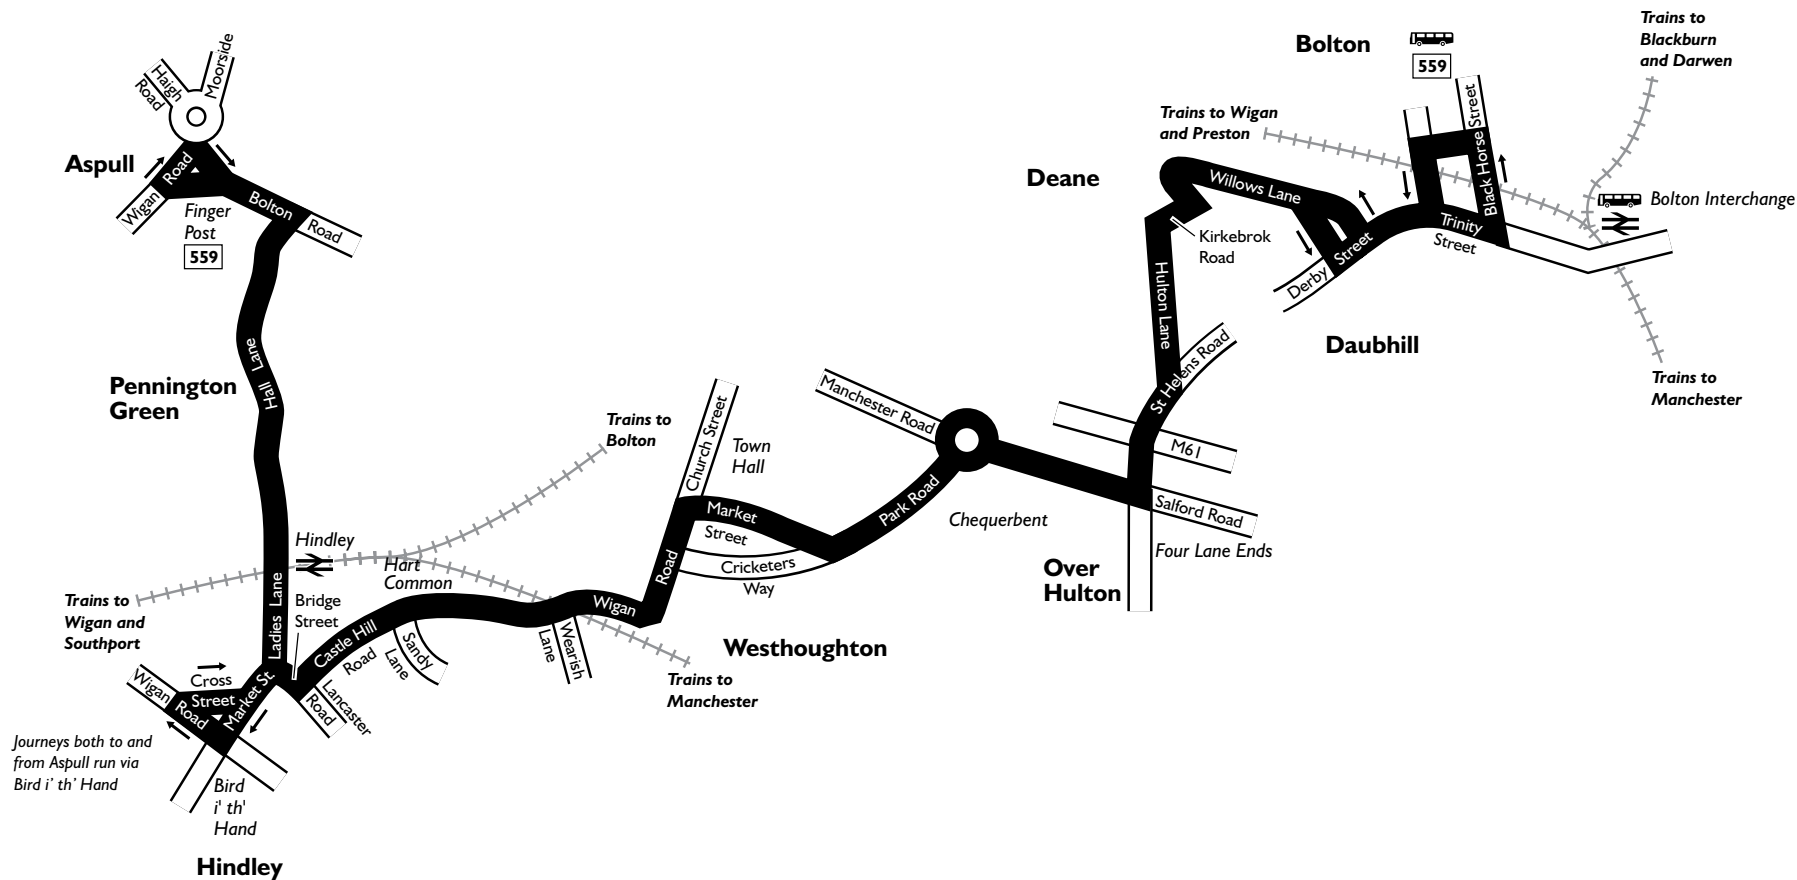 Bolton
559
Trains to
Blackburn
and Darwen
Moorside
Haigh
Road
Aspull
Road
Wigan
Finger
Post
559
Bolton
Road
Trains to Wigan
and Preston
Deane
Willows Lane
Kirkebrok
Road
Black Horse Street
Bolton Interchange
Trinity
Street
Street
Derby
Daubhill
Trains to
Manchester
Hulton Lane
St Helens Road
M61
Salford Road
Four Lane Ends
Over
Hulton
Chequerbent
Manchester Road
Park Road
Hall Lane
Pennington
Green
Trains to
Bolton
Church Street
Town
Hall
Market
Street
Cricketers
Way
Road
Wigan
Westhoughton
Hindley
Hart
Common
Trains to
Wigan and
Southport
Ladies Lane
Bridge
Street
Castle Hill
Road
Sandy
Lane
Wearish
Lane
Trains to
Manchester
Lancaster
Road
Cross
Street
Market St.
Wigan
Road
Journeys both to and
from Aspull run via
Bird i' th' Hand
Bird
i' th'
Hand
Hindley